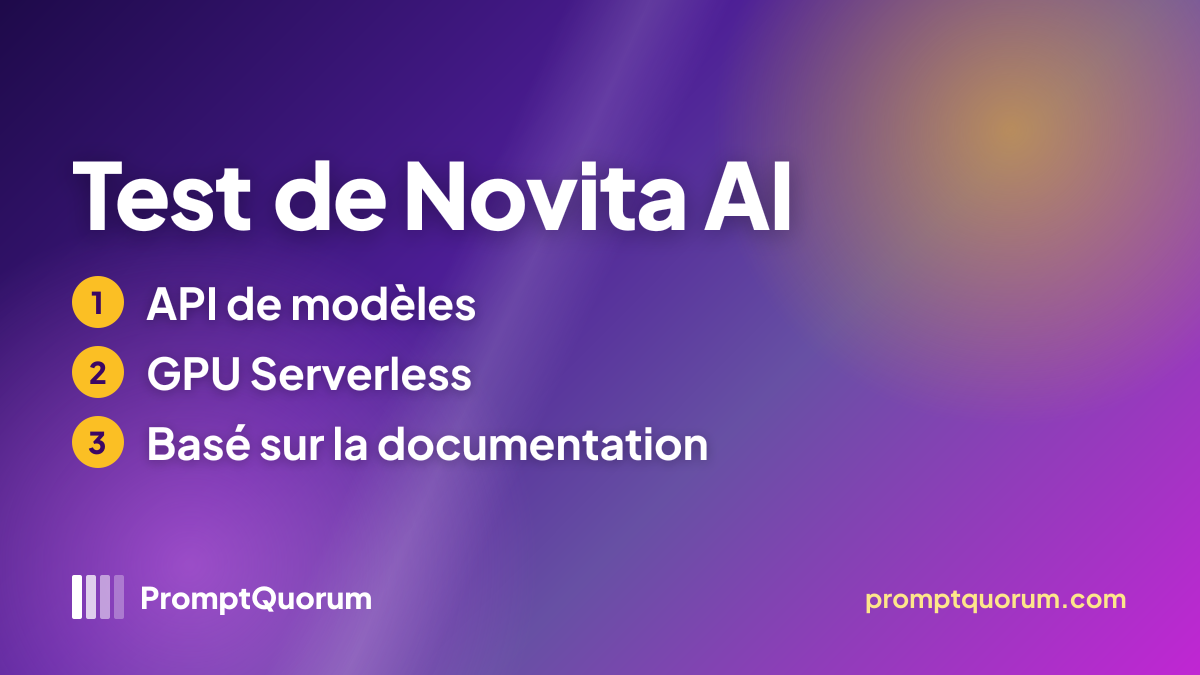 Test de Novita AI
1 API de modèles
2 GPU Serverless
3 Basé sur la documentation
PromptQuorum
promptquorum.com